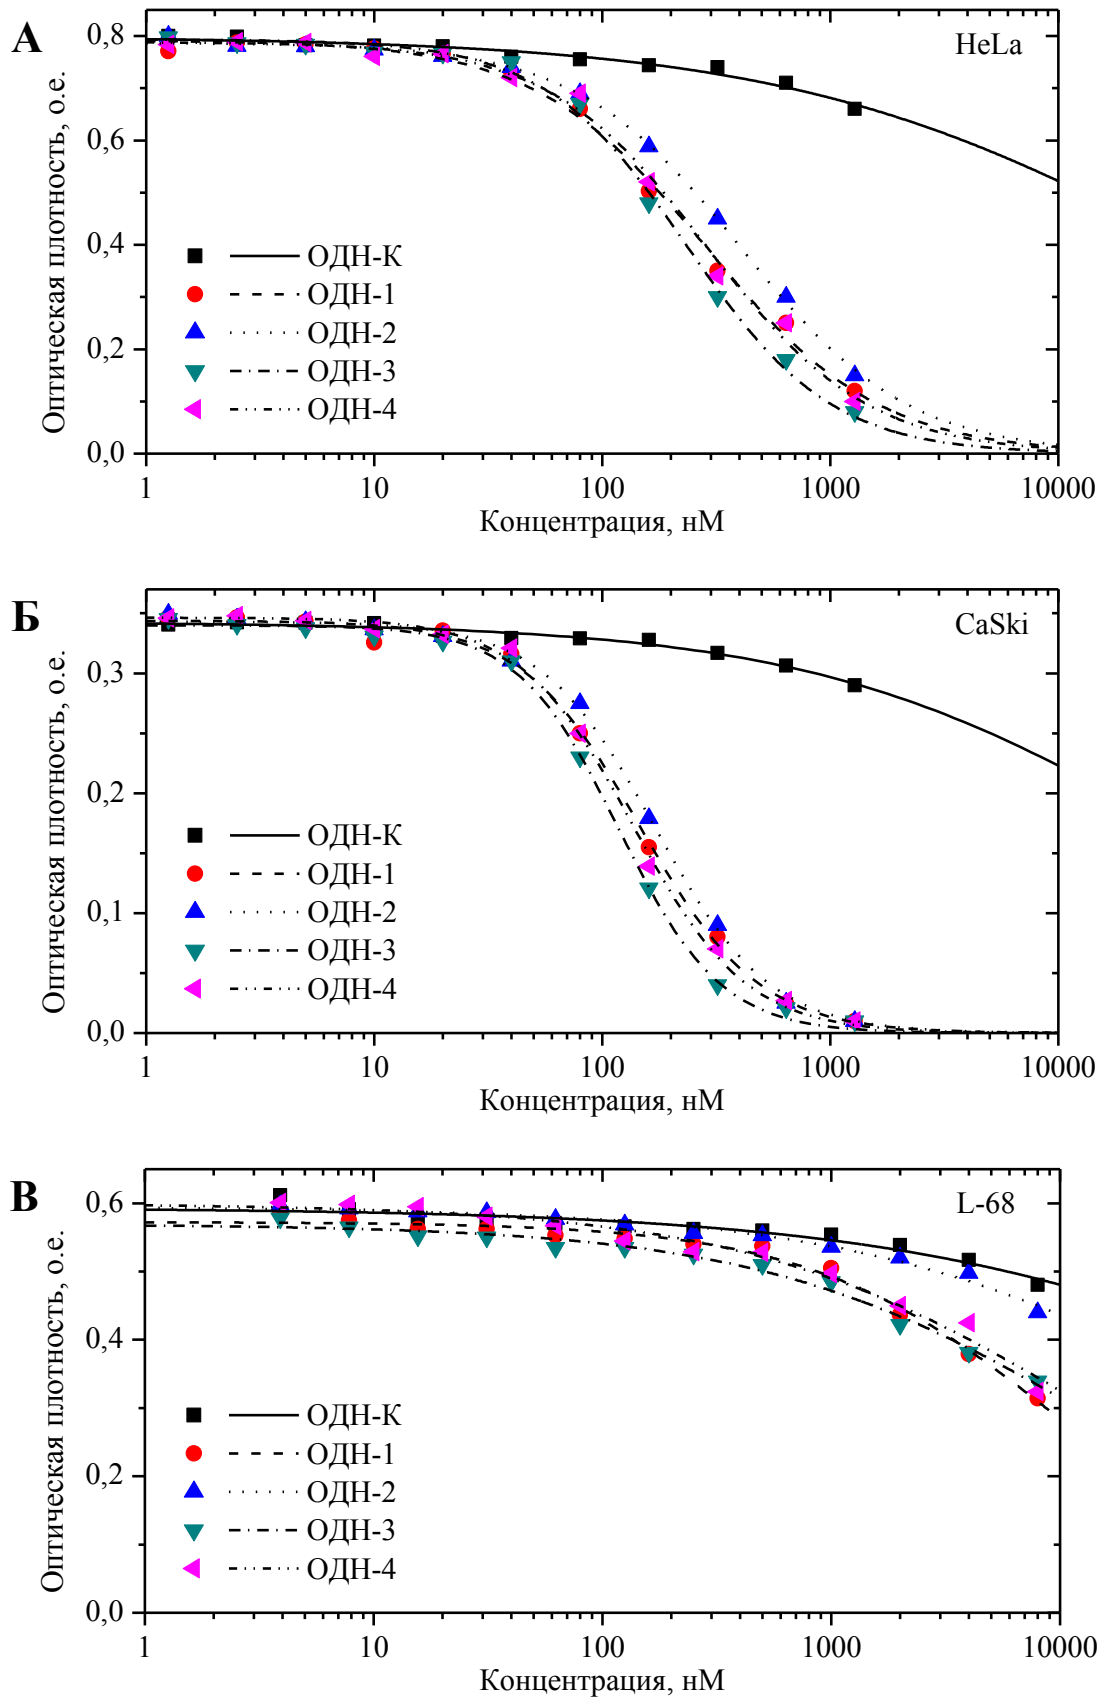 А
HeLa
Оптическая плотность, о.е.
0,8
0,6
0,4
0,2
0,0
ОДН-К
ОДН-1
ОДН-2
ОДН-3
ОДН-4
1 10 100 1000 10000
Концентрация, нМ
Б
CaSki
Оптическая плотность, о.е.
0,3
0,2
0,1
0,0
ОДН-К
ОДН-1
ОДН-2
ОДН-3
ОДН-4
1 10 100 1000 10000
Концентрация, нМ
В
L-68
Оптическая плотность, о.е.
0,6
0,4
0,2
0,0
ОДН-К
ОДН-1
ОДН-2
ОДН-3
ОДН-4
1 10 100 1000 10000
Концентрация, нМ